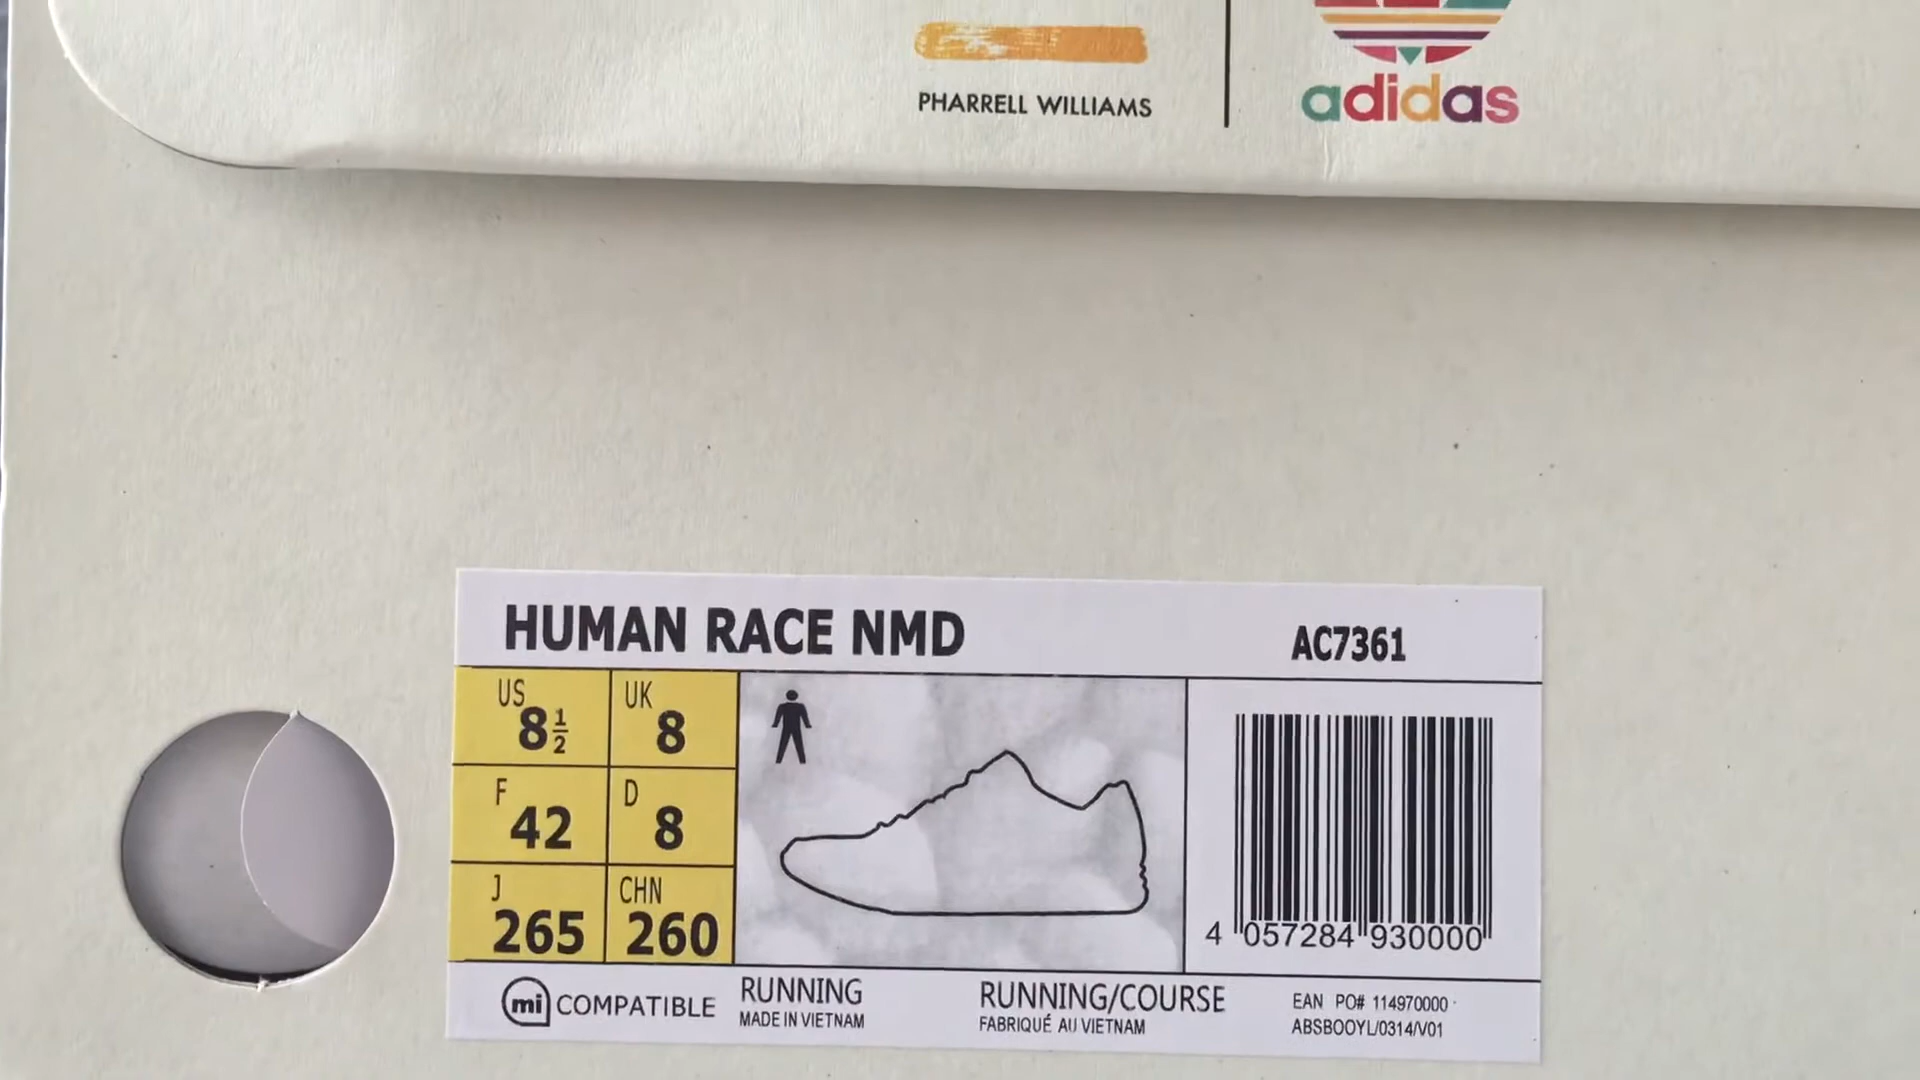 PHARRELL WILLIAMS
adidas
HUMAN RACE NMD
AC7361
US 8½
UK 8
F 42
D 8
J 265
CHN 260
4 057284 930000
mi COMPATIBLE
RUNNING
MADE IN VIETNAM
RUNNING/COURSE
FABRIQUÉ AU VIETNAM
EAN PO# 114970000
ABSBOOYL/0314/V01